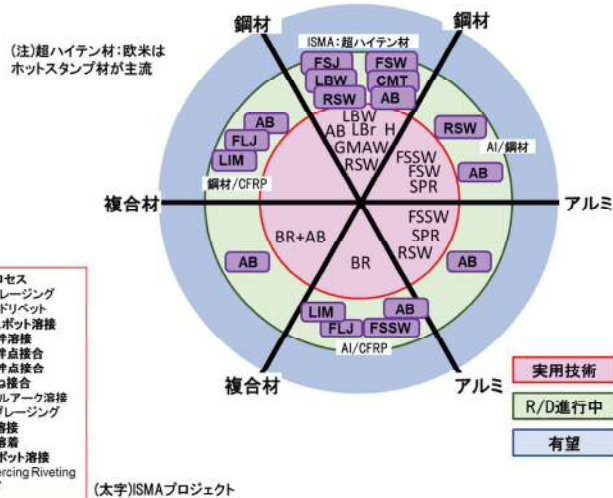 (注)超ハイテン材:欧米は
ホットスタンプ材が主流
鋼材
鋼材
ISMA:超ハイテン材
FSJ
FSW
LBW
CMT
RSW
AB
LBW
AB LBr H
GMAW
RSW
AB
FLJ
LIM
鋼材/CFRP
RSW
Al/鋼材
AB
FSSW
FSW
SPR
複合材
アルミ
BR+AB
AB
BR
FSSW
SPR
RSW
AB
LIM
AB
FLJ
FSSW
Al/CFRP
複合材
アルミ
実用技術
R/D進行中
有望
ロセス
レージング
ドリベット
スポット溶接
半溶接
半点接合
半点接合
ね接合
ルアーク溶接
ブレージング
溶接
溶着
ポット溶接
ercing Riveting
(太字)ISMAプロジェクト